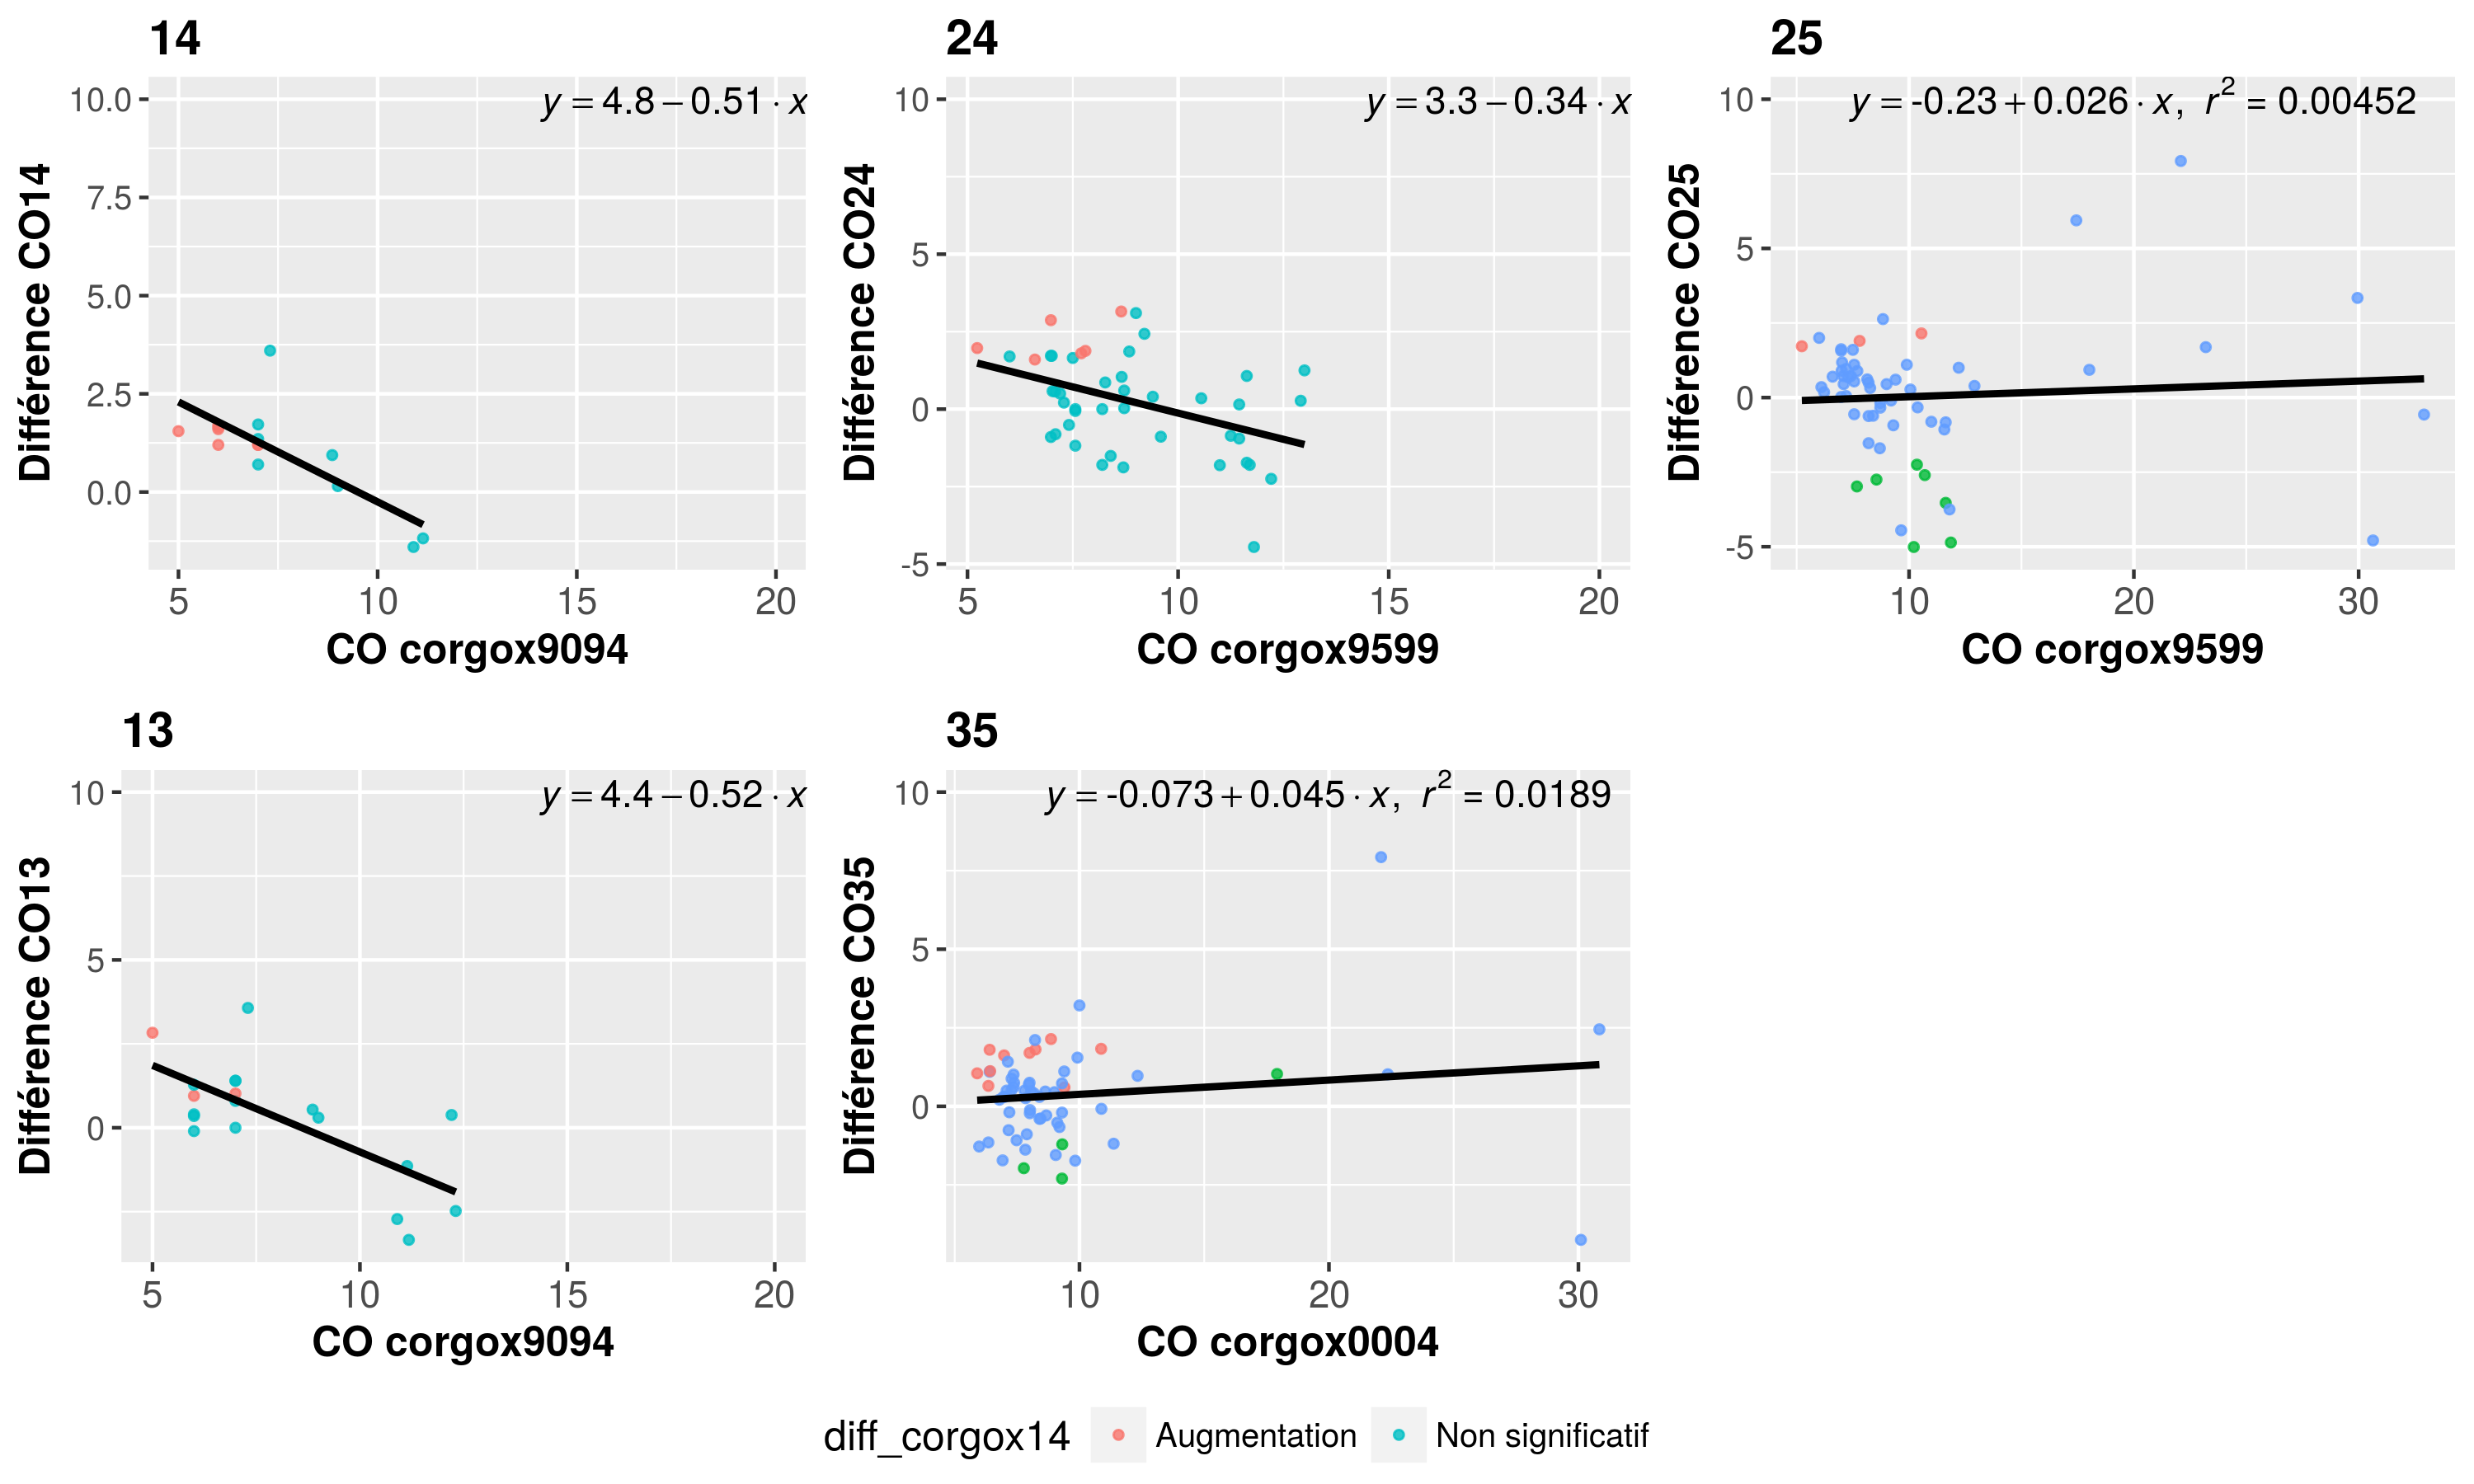 14 24 25
y = 4.8 − 0.51 · x
y = 3.3 − 0.34 · x
y = -0.23 + 0.026 · x, r² = 0.00452
Différence CO14
10.0
7.5
5.0
2.5
0.0
5 10 15 20
CO corgox9094
Différence CO24
10
5
0
-5
5 10 15 20
CO corgox9599
Différence CO25
10
5
0
-5
10 20 30
CO corgox9599
13 35
y = 4.4 − 0.52 · x
y = -0.073 + 0.045 · x, r² = 0.0189
Différence CO13
10
5
0
5 10 15 20
CO corgox9094
Différence CO35
10
5
0
10 20 30
CO corgox0004
diff_corgox14 Augmentation Non significatif